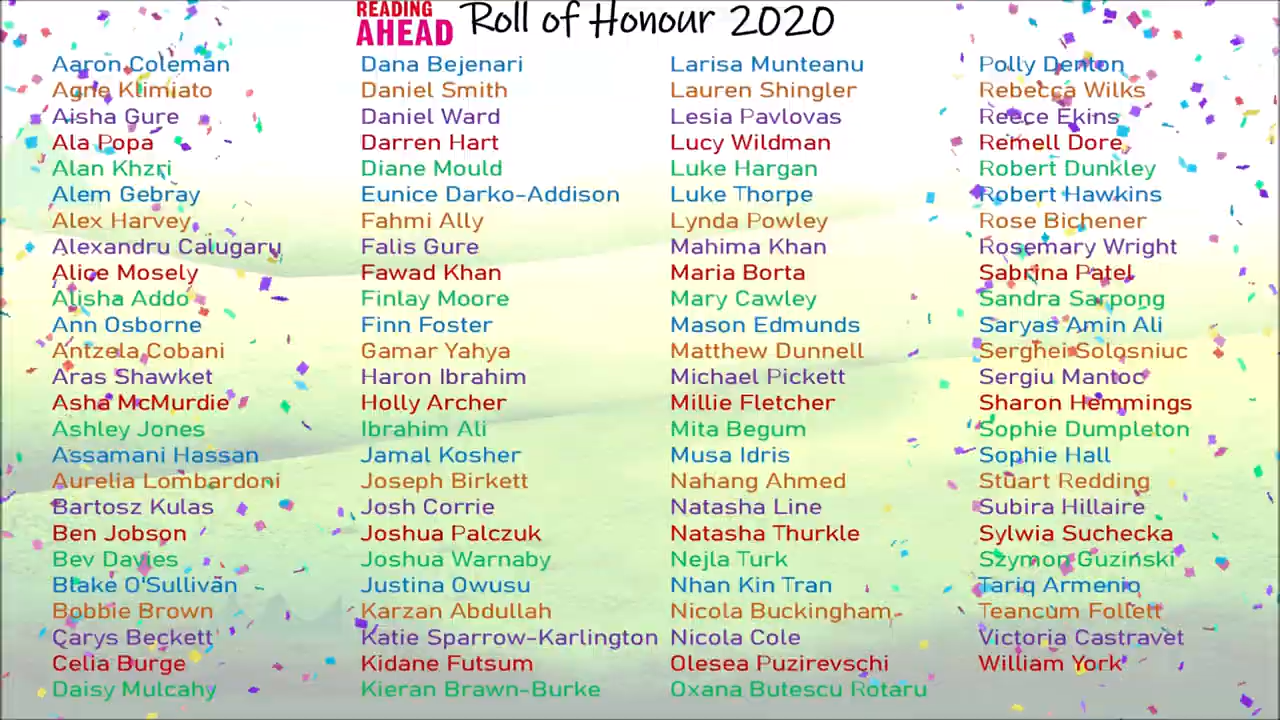 READING
AHEAD
Roll of Honour 2020
Aaron Coleman
Agne Klimiato
Aisha Gure
Ala Popa
Alan Khzri
Alem Gebray
Alex Harvey
Alexandru Calugaru
Alice Mosely
Alisha Addo
Ann Osborne
Antzela Cobani
Aras Shawket
Asha McMurdie
Ashley Jones
Assamani Hassan
Aurelia Lombardoni
Bartosz Kulas
Ben Jobson
Bev Davies
Blake O'Sullivan
Bobbie Brown
Carys Beckett
Celia Burge
Daisy Mulcahy
Dana Bejenari
Daniel Smith
Daniel Ward
Darren Hart
Diane Mould
Eunice Darko-Addison
Fahmi Ally
Falis Gure
Fawad Khan
Finlay Moore
Finn Foster
Gamar Yahya
Haron Ibrahim
Holly Archer
Ibrahim Ali
Jamal Kosher
Joseph Birkett
Josh Corrie
Joshua Palczuk
Joshua Warnaby
Justina Owusu
Karzan Abdullah
Katie Sparrow-Karlington
Kidane Futsum
Kieran Brawn-Burke
Larisa Munteanu
Lauren Shingler
Lesia Pavlovas
Lucy Wildman
Luke Hargan
Luke Thorpe
Lynda Powley
Mahima Khan
Maria Borta
Mary Cawley
Mason Edmunds
Matthew Dunnell
Michael Pickett
Millie Fletcher
Mita Begum
Musa Idris
Nahang Ahmed
Natasha Line
Natasha Thurkle
Nejla Turk
Nhan Kin Tran
Nicola Buckingham
Nicola Cole
Olesea Puzirevschi
Oxana Butescu Rotaru
Polly Denton
Rebecca Wilks
Reece Ekins
Remell Dore
Robert Dunkley
Robert Hawkins
Rose Bichener
Rosemary Wright
Sabrina Patel
Sandra Sarpong
Saryas Amin Ali
Serghei Solosniuc
Sergiu Mantoc
Sharon Hemmings
Sophie Dumpleton
Sophie Hall
Stuart Redding
Subira Hillaire
Sylwia Suchecka
Szymon Guzinski
Tariq Armenio
Teancum Follett
Victoria Castravet
William York